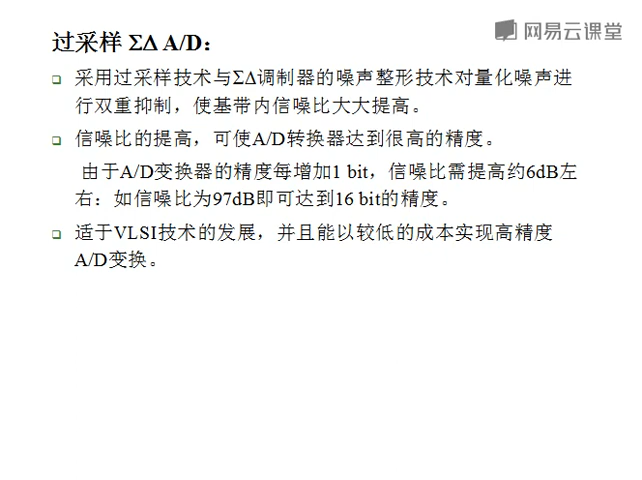 网易云课堂
过采样 ΣΔ A/D：
采用过采样技术与ΣΔ调制器的噪声整形技术对量化噪声进
行双重抑制，使基带内信噪比大大提高。
信噪比的提高，可使A/D转换器达到很高的精度。
由于A/D变换器的精度每增加1 bit，信噪比需提高约6dB左
右：如信噪比为97dB即可达到16 bit的精度。
适于VLSI技术的发展，并且能以较低的成本实现高精度
A/D变换。